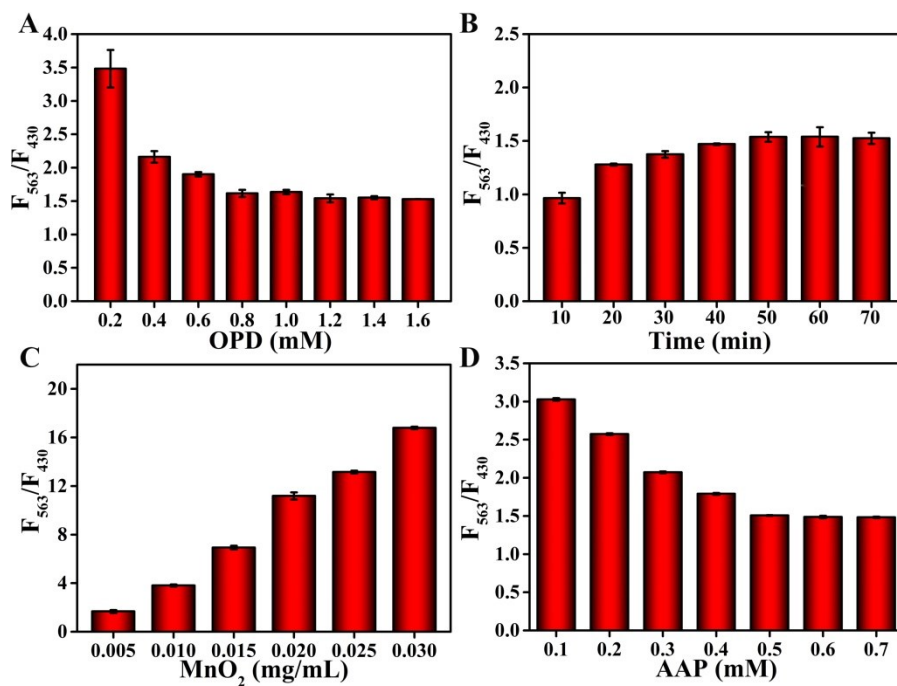 A
F563/F430
4.0
3.5
3.0
2.5
2.0
1.5
1.0
0.5
0.0
0.2 0.4 0.6 0.8 1.0 1.2 1.4 1.6
OPD (mM)
B
F563/F430
2.5
2.0
1.5
1.0
0.5
0.0
10 20 30 40 50 60 70
Time (min)
C
F563/F430
20
16
12
8
4
0
0.005 0.010 0.015 0.020 0.025 0.030
MnO2 (mg/mL)
D
F563/F430
3.5
3.0
2.5
2.0
1.5
1.0
0.5
0.0
0.1 0.2 0.3 0.4 0.5 0.6 0.7
AAP (mM)